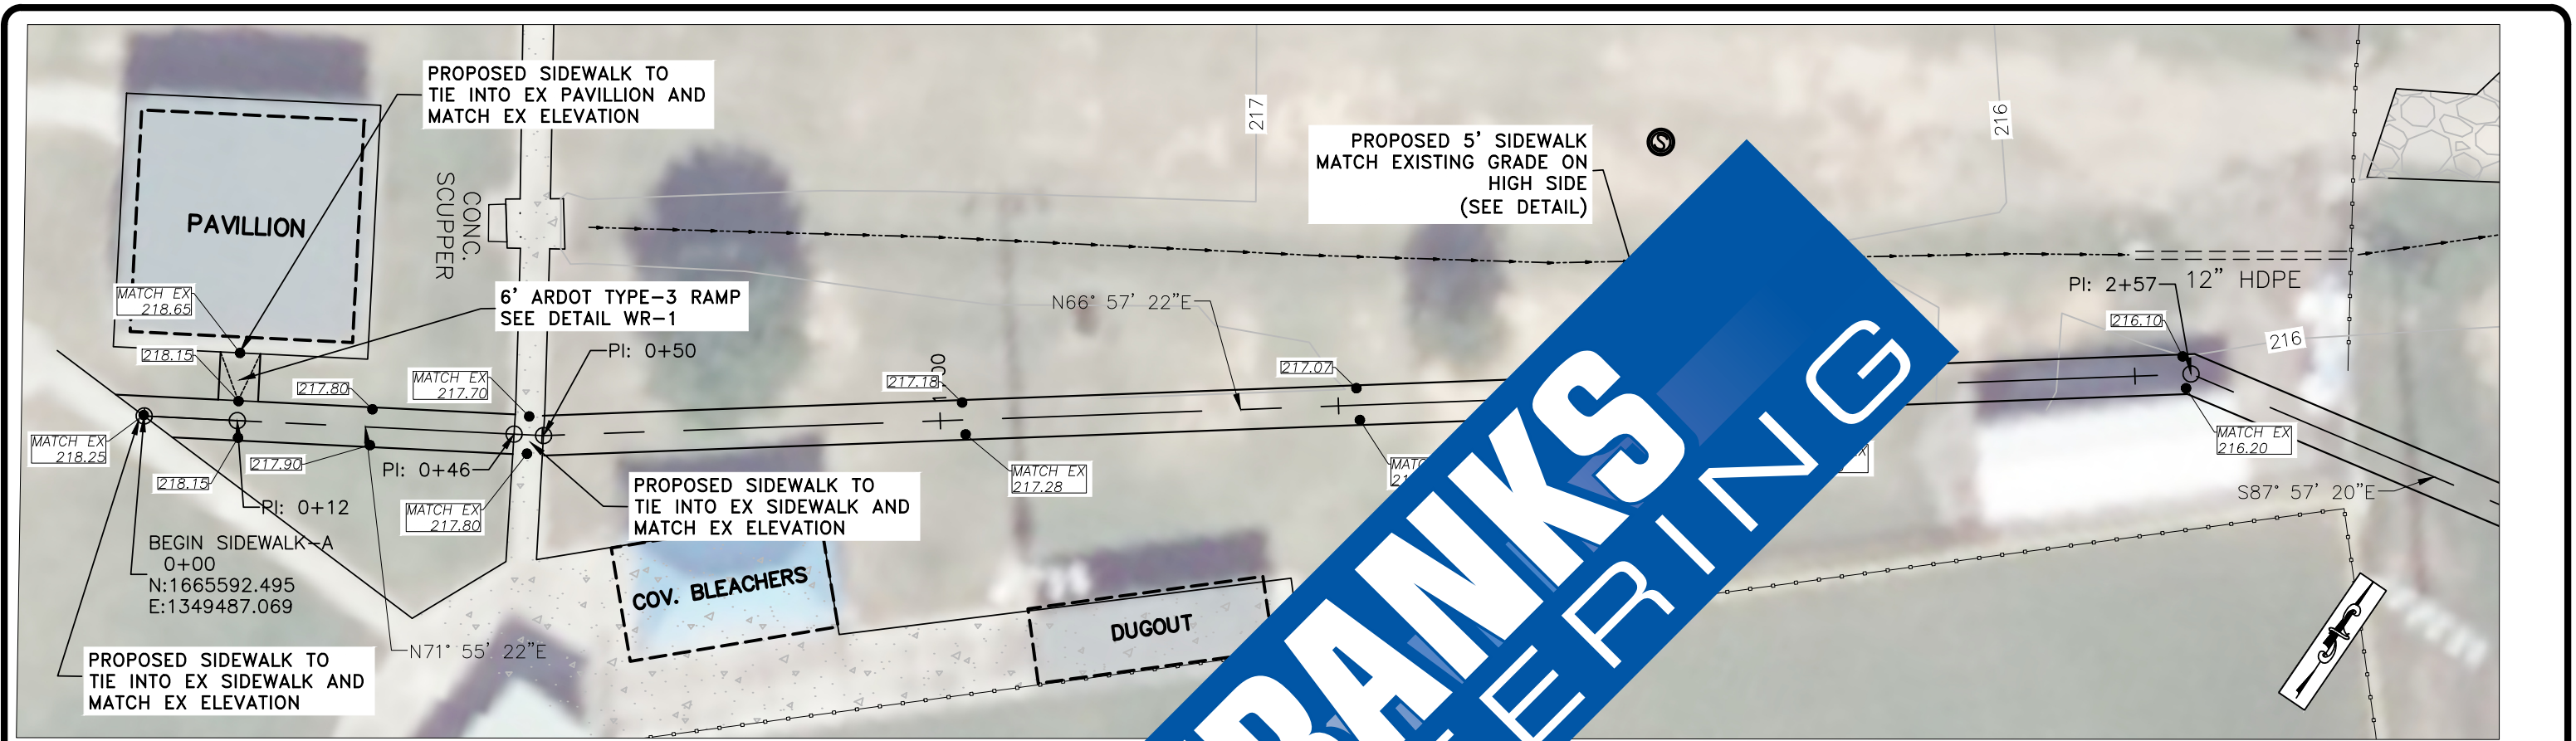 PROPOSED SIDEWALK TO
TIE INTO EX PAVILLION AND
MATCH EX ELEVATION
PAVILLION
CONC.
SCUPPER
217
PROPOSED 5' SIDEWALK
MATCH EXISTING GRADE ON
HIGH SIDE
(SEE DETAIL)
S
216
MATCH EX
218.65
6' ARDOT TYPE-3 RAMP
SEE DETAIL WR-1
N66° 57' 22"E
PI: 2+57
12" HDPE
216.10
216
218.15
PI: 0+50
217.80
MATCH EX
217.70
217.18
00
217.07
MATCH EX
218.25
218.15
217.90
PI: 0+46
PI: 0+12
MATCH EX
217.80
MATCH EX
217.28
MATCH EX
216.20
S87° 57' 20"E
PROPOSED SIDEWALK TO
TIE INTO EX SIDEWALK AND
MATCH EX ELEVATION
BEGIN SIDEWALK-A
0+00
N:1665592.495
E:1349487.069
COV. BLEACHERS
DUGOUT
N71° 55' 22"E
PROPOSED SIDEWALK TO
TIE INTO EX SIDEWALK AND
MATCH EX ELEVATION
BANKS
ERING